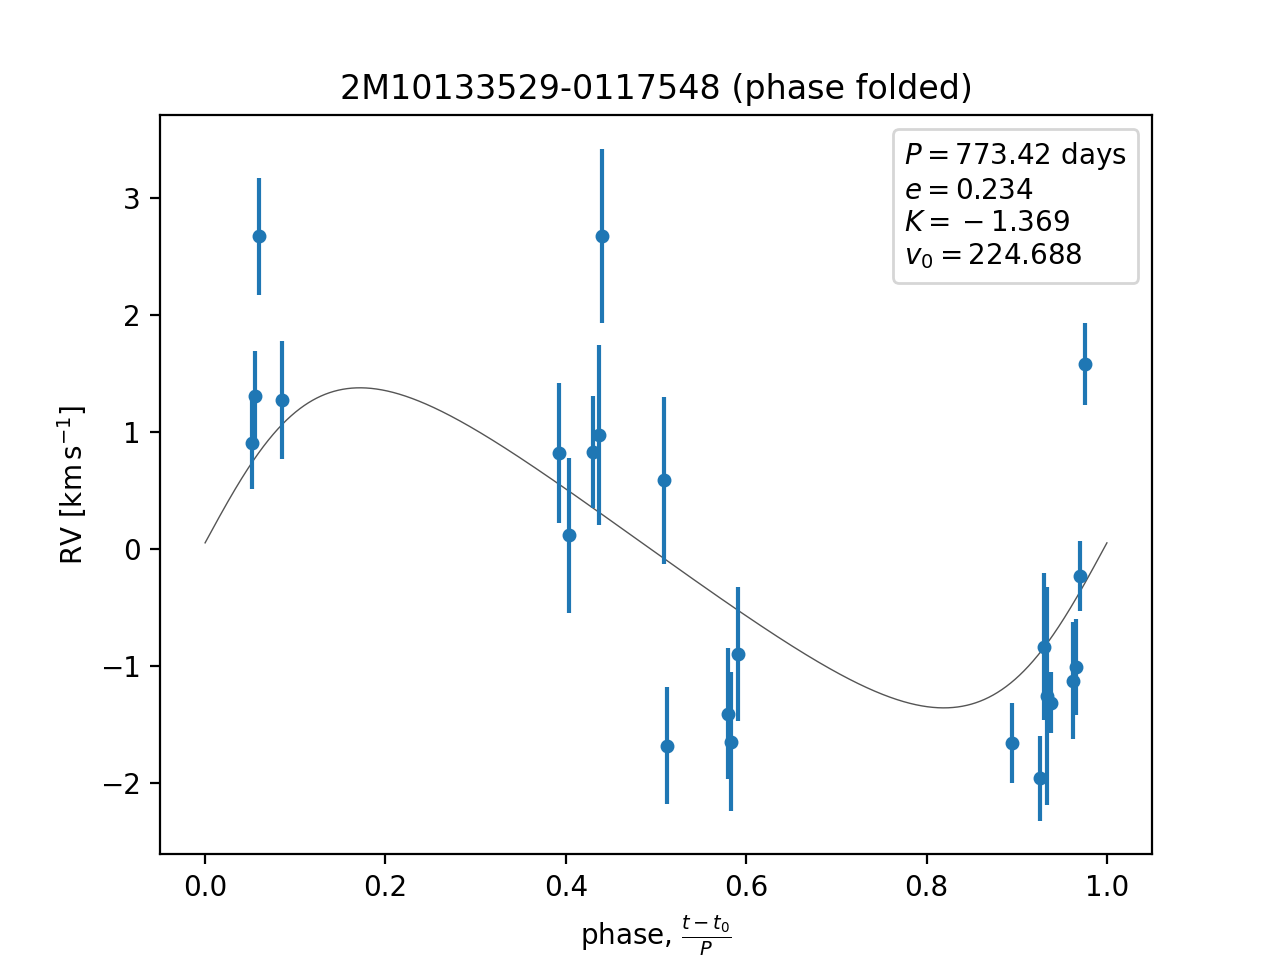 2M10133529-0117548 (phase folded)
P = 773.42 days
e = 0.234
K = − 1.369
v₀ = 224.688
3
2
1
0
−1
−2
RV [km s⁻¹]
0.0 0.2 0.4 0.6 0.8 1.0
phase, (t − t₀)/P